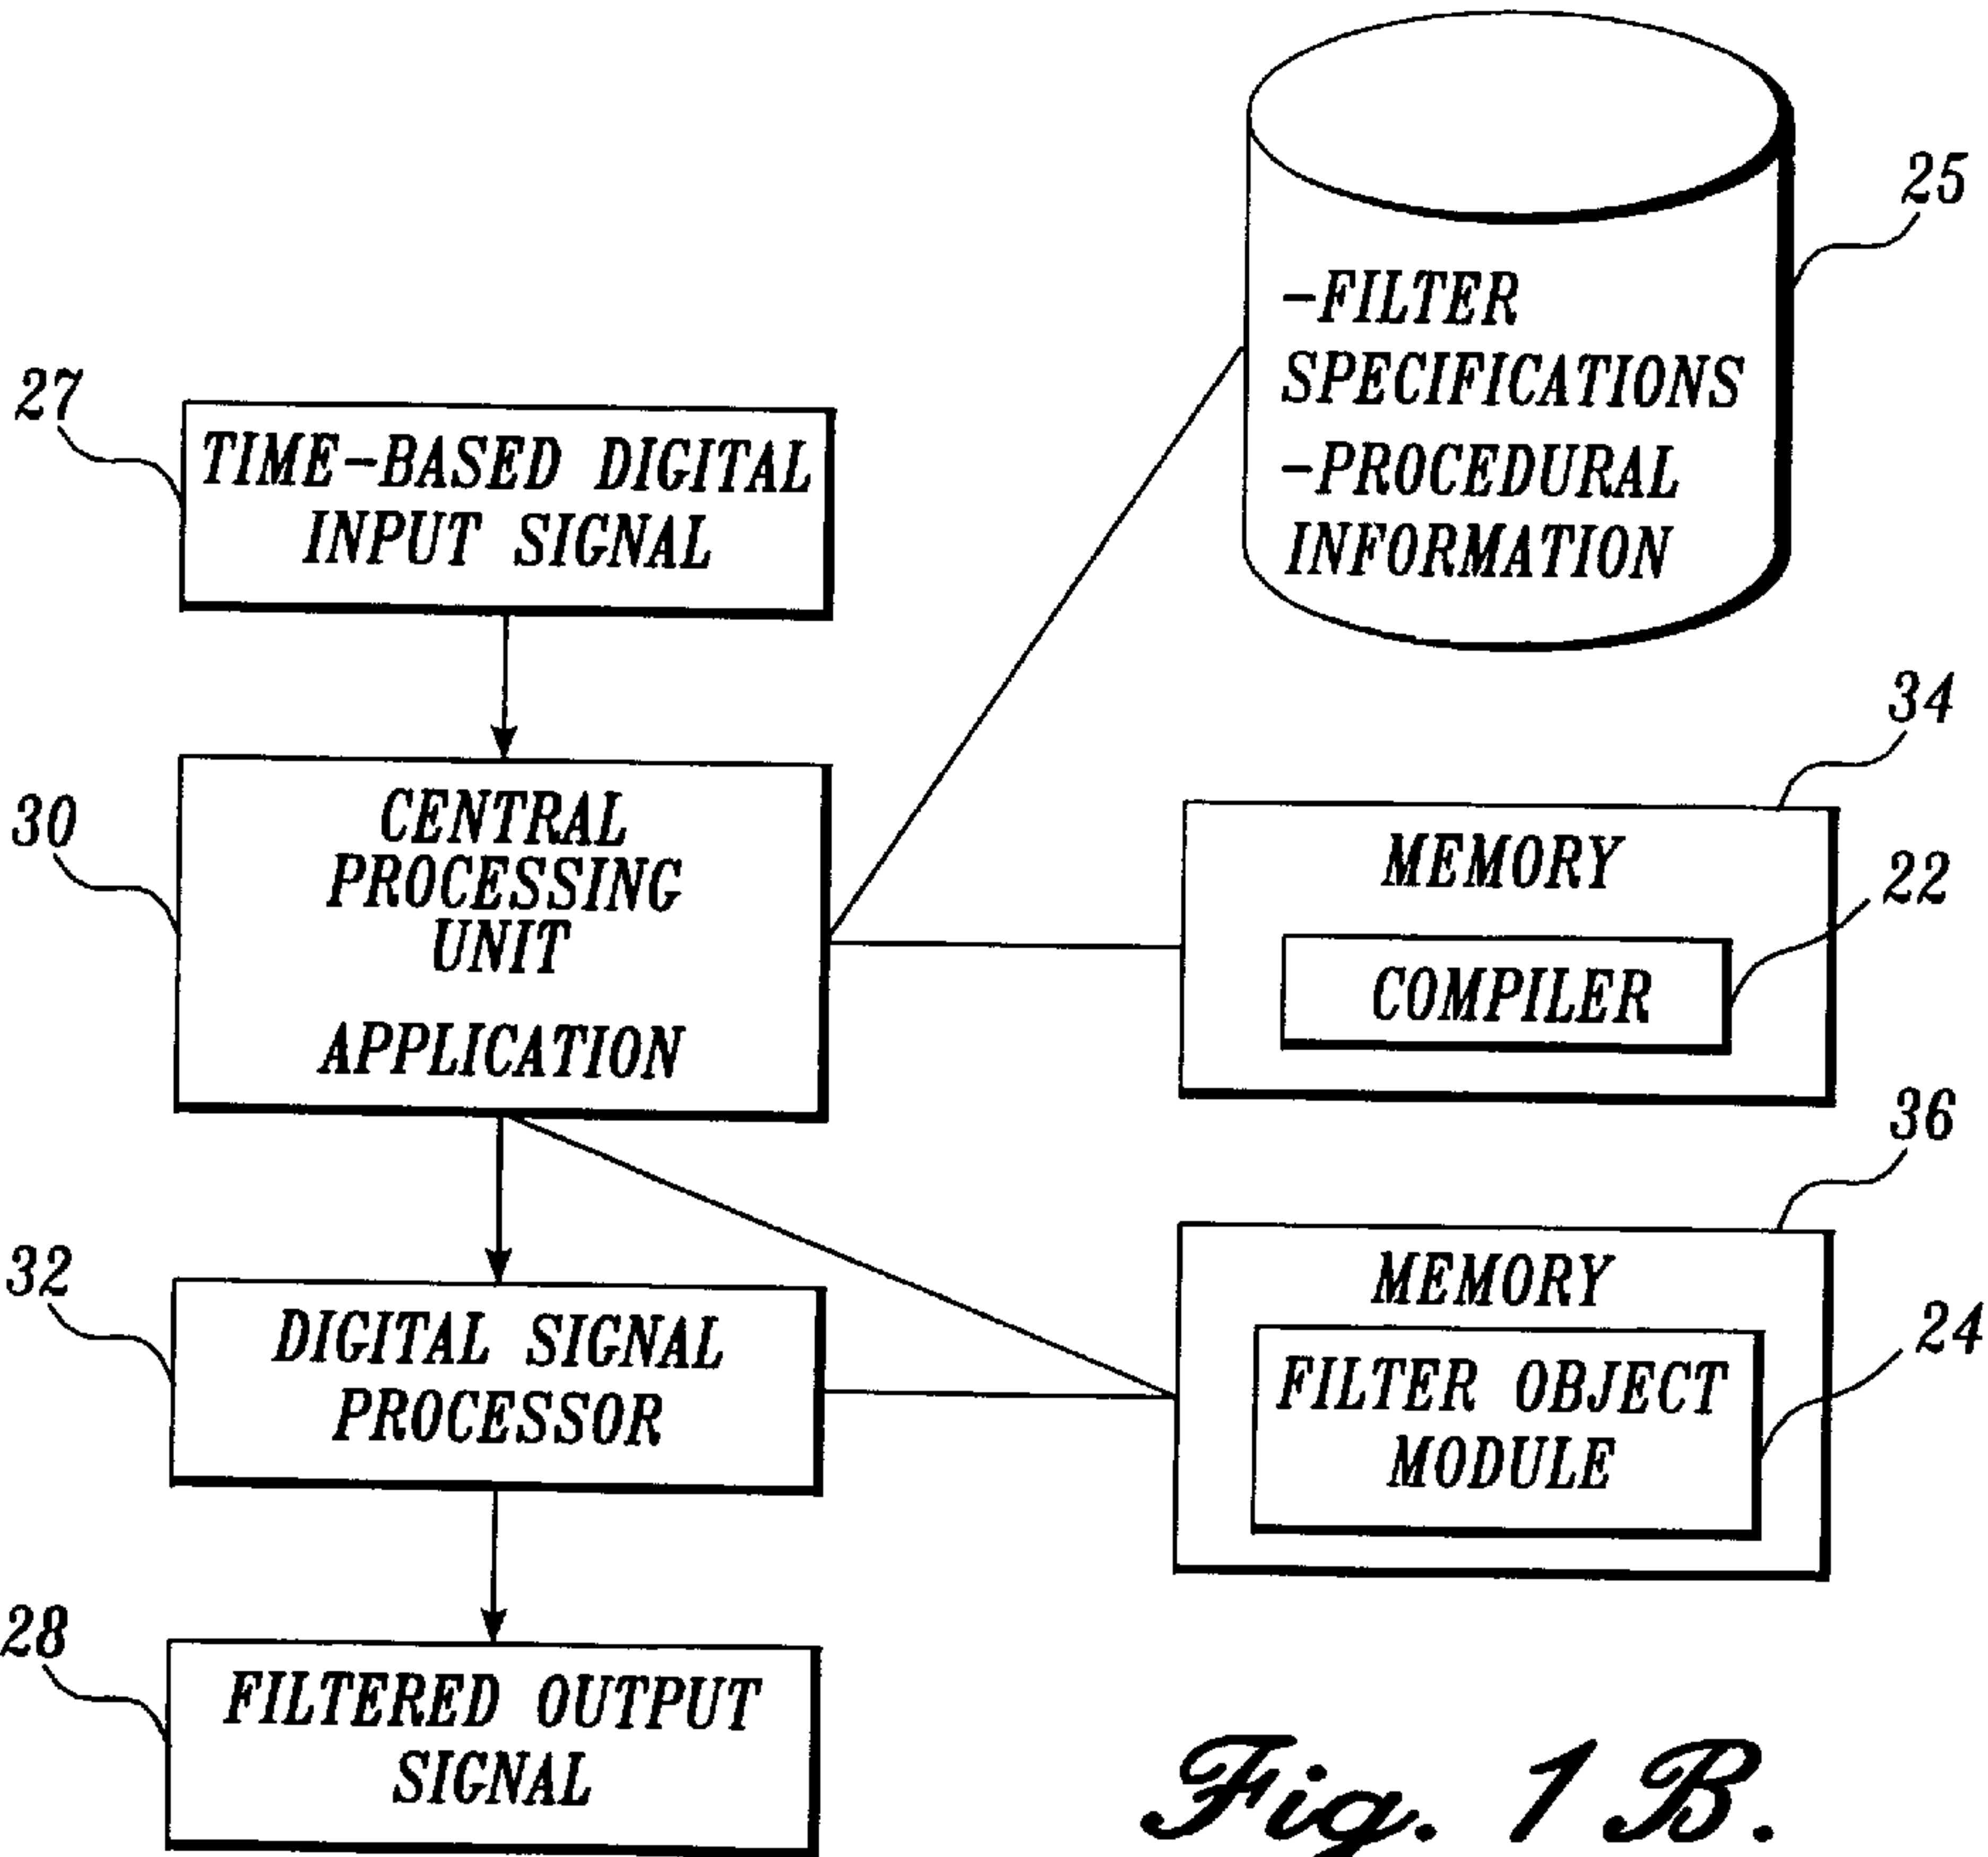 25
-FILTER
SPECIFICATIONS
-PROCEDURAL
INFORMATION
27
TIME-BASED DIGITAL
INPUT SIGNAL
34
30
CENTRAL
PROCESSING
UNIT
APPLICATION
MEMORY
22
COMPILER
36
32
DIGITAL SIGNAL
PROCESSOR
MEMORY
24
FILTER OBJECT
MODULE
28
FILTERED OUTPUT
SIGNAL
Fig. 1B.